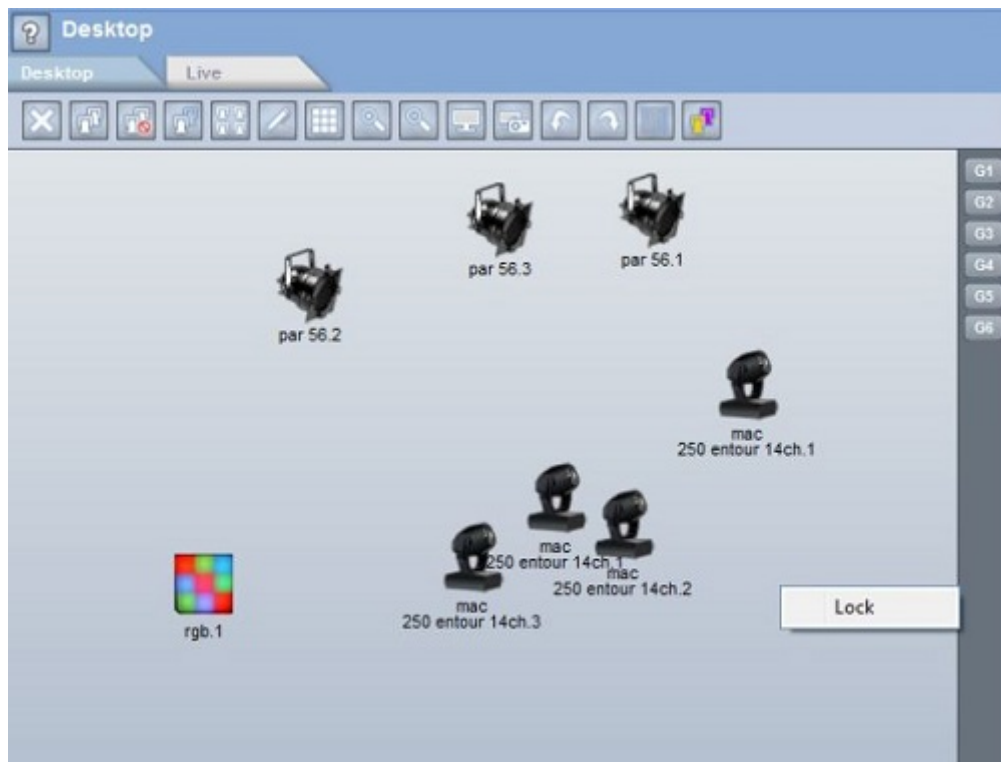 Desktop
Desktop
Live
G1
G2
G3
G4
G5
G6
par 56.3
par 56.1
par 56.2
mac
250 entour 14ch.1
mac
250 entour 14ch.1
mac
250 entour 14ch.2
mac
250 entour 14ch.3
rgb.1
Lock